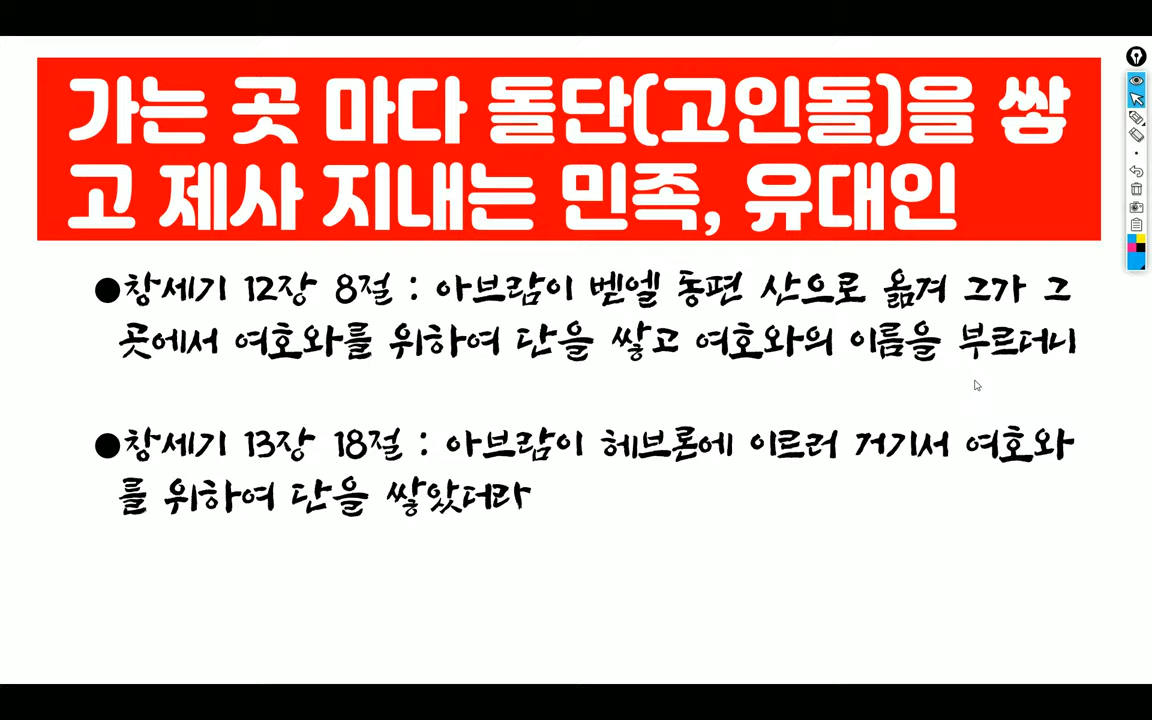 가는 곳 마다 돌단(고인돌)을 쌓
고 제사 지내는 민족, 유대인
●창세기 12장 8절 : 아브람이 벧엘 동편 산으로 옮겨 그가 그
곳에서 여호와를 위하여 단을 쌓고 여호와의 이름을 부르더니
●창세기 13장 18절 : 아브람이 헤브론에 이르러 거기서 여호와
를 위하여 단을 쌓았더라